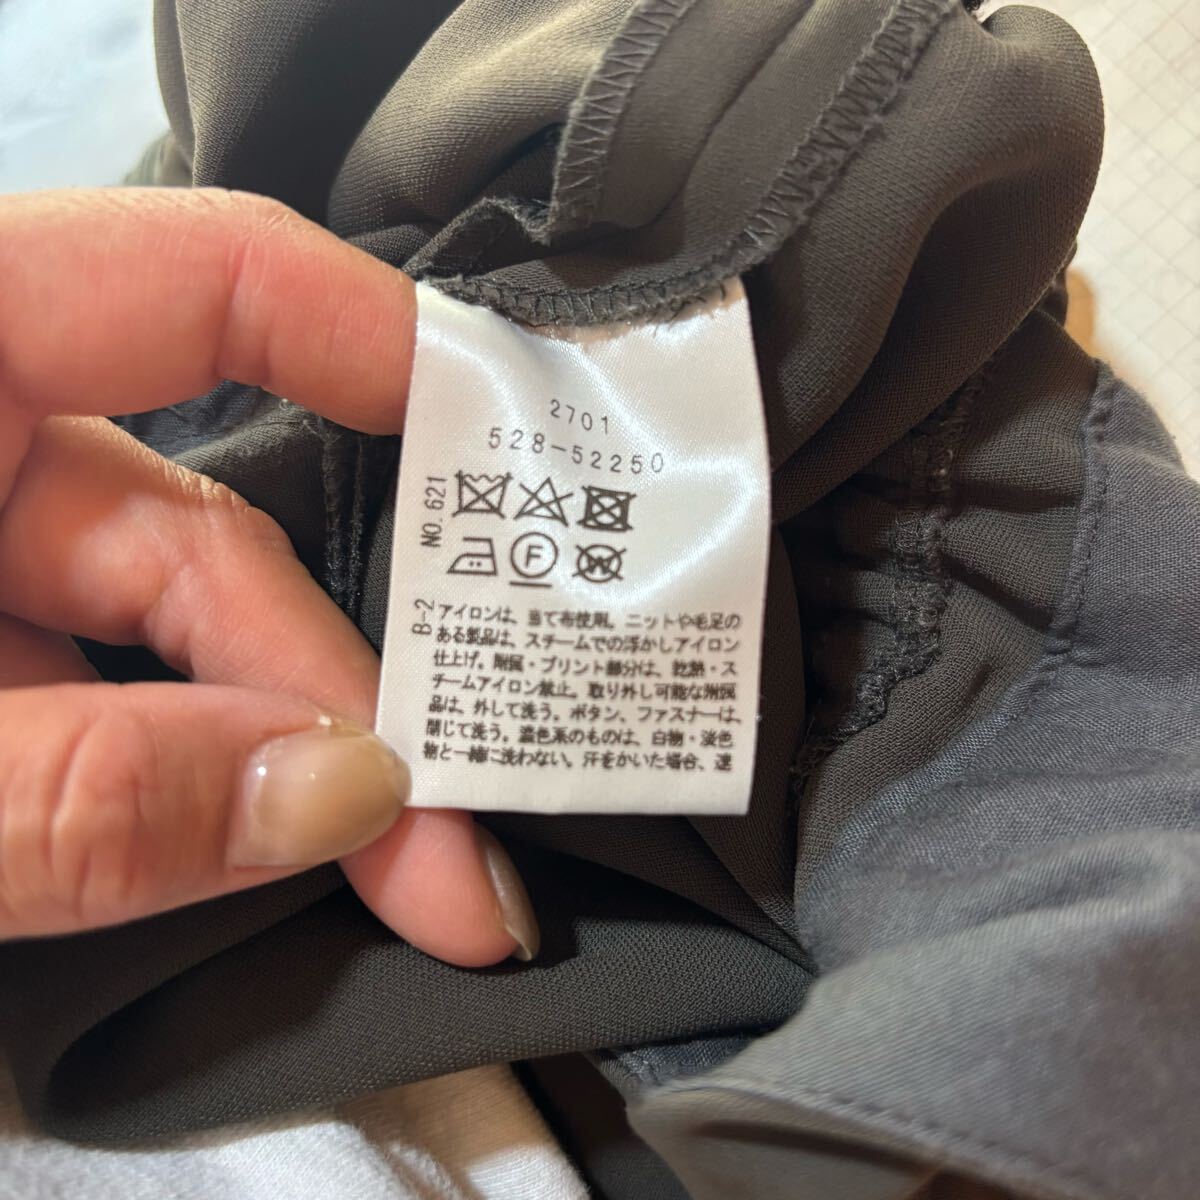 2701
528-52250
NO. 621
F
W
B-2
アイロンは、当て布使用。ニットや毛足の
ある製品は、スチームでの浮かしアイロン
仕上げ。附属・プリント部分は、乾熱・ス
チームアイロン禁止。取り外し可能な附属
品は、外して洗う。ボタン、ファスナーは、
閉じて洗う。濃色系のものは、白物・淡色
物と一緒に洗わない。汗をかいた場合、速